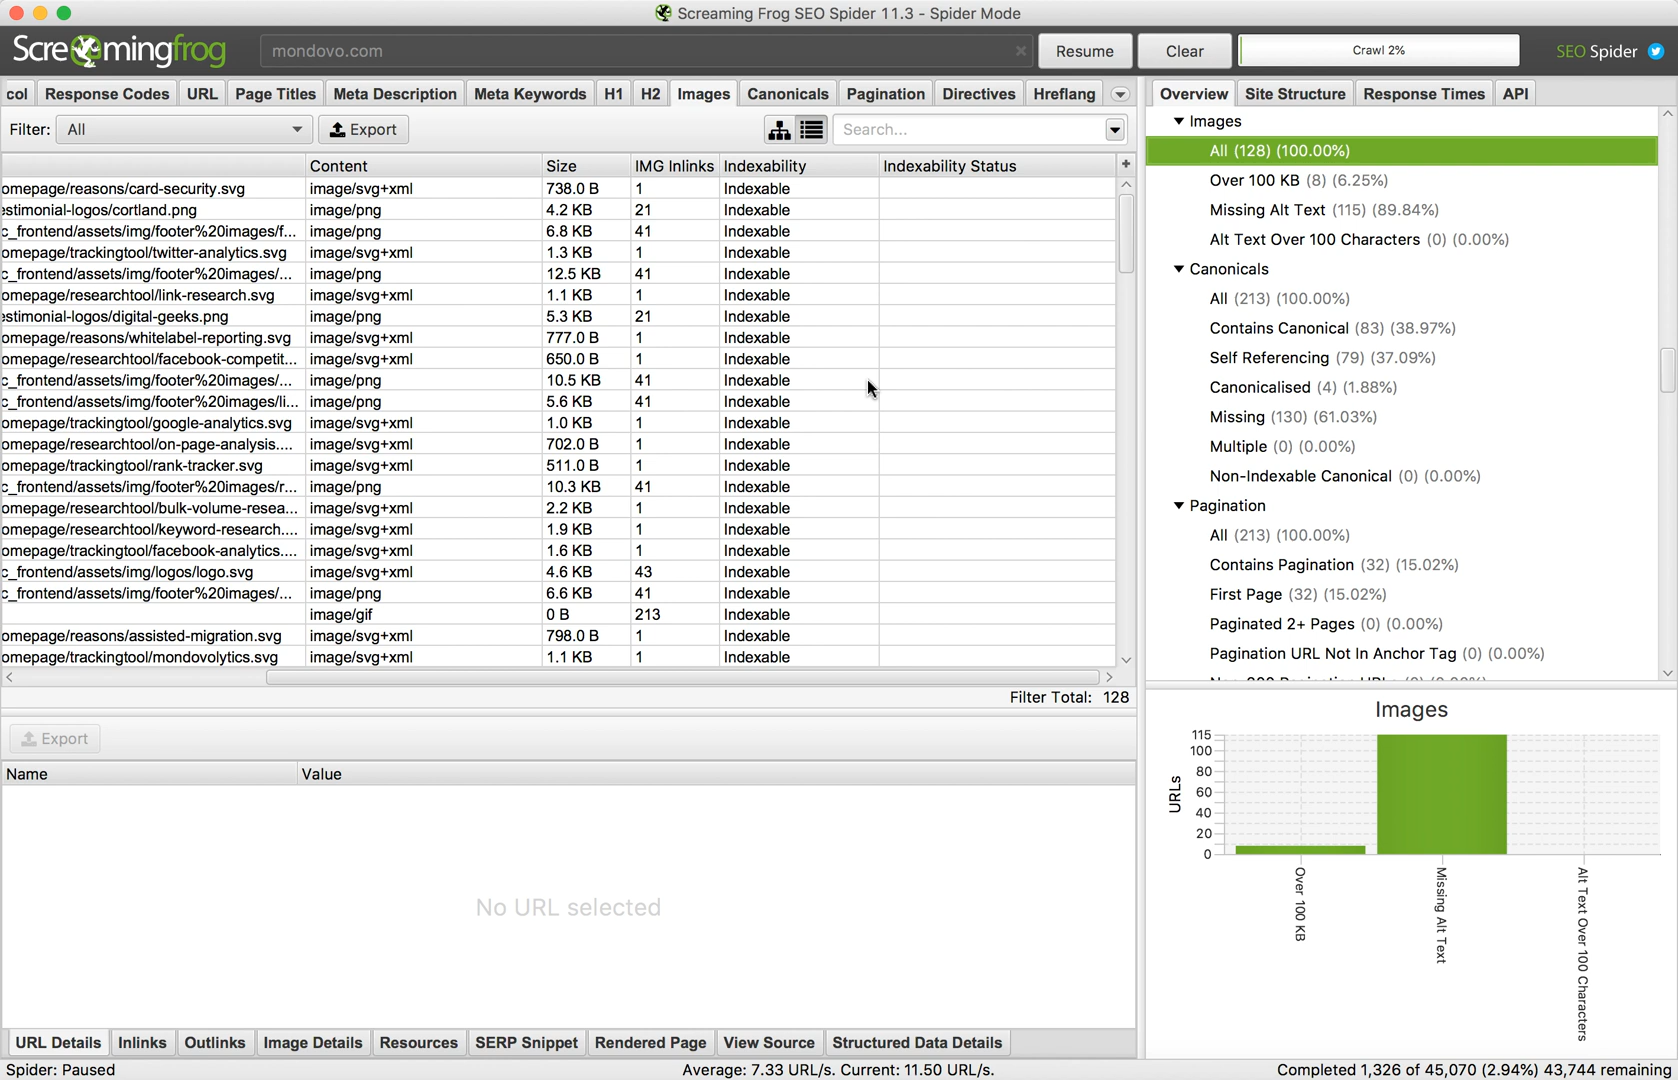 Screaming Frog SEO Spider 11.3 - Spider Mode
Screamingfrog
mondovo.com
Resume
Clear
Crawl 2%
SEO Spider
col
Response Codes
URL
Page Titles
Meta Description
Meta Keywords
H1
H2
Images
Canonicals
Pagination
Directives
Hreflang
Filter:
All
Export
Search...
Content Size IMG Inlinks Indexability Indexability Status
omepage/reasons/card-security.svg image/svg+xml 738.0 B 1 Indexable
estimonial-logos/cortland.png image/png 4.2 KB 21 Indexable
c_frontend/assets/img/footer%20images/f... image/png 6.8 KB 41 Indexable
omepage/trackingtool/twitter-analytics.svg image/svg+xml 1.3 KB 1 Indexable
c_frontend/assets/img/footer%20images/... image/png 12.5 KB 41 Indexable
omepage/researchtool/link-research.svg image/svg+xml 1.1 KB 1 Indexable
estimonial-logos/digital-geeks.png image/png 5.3 KB 21 Indexable
omepage/reasons/whitelabel-reporting.svg image/svg+xml 777.0 B 1 Indexable
omepage/researchtool/facebook-competit... image/svg+xml 650.0 B 1 Indexable
c_frontend/assets/img/footer%20images/... image/png 10.5 KB 41 Indexable
c_frontend/assets/img/footer%20images/li... image/png 5.6 KB 41 Indexable
omepage/trackingtool/google-analytics.svg image/svg+xml 1.0 KB 1 Indexable
omepage/researchtool/on-page-analysis.... image/svg+xml 702.0 B 1 Indexable
omepage/trackingtool/rank-tracker.svg image/svg+xml 511.0 B 1 Indexable
c_frontend/assets/img/footer%20images/r... image/png 10.3 KB 41 Indexable
omepage/researchtool/bulk-volume-resea... image/svg+xml 2.2 KB 1 Indexable
omepage/researchtool/keyword-research.... image/svg+xml 1.9 KB 1 Indexable
omepage/trackingtool/facebook-analytics.... image/svg+xml 1.6 KB 1 Indexable
c_frontend/assets/img/logos/logo.svg image/svg+xml 4.6 KB 43 Indexable
c_frontend/assets/img/footer%20images/... image/png 6.6 KB 41 Indexable
image/gif 0 B 213 Indexable
omepage/reasons/assisted-migration.svg image/svg+xml 798.0 B 1 Indexable
omepage/trackingtool/mondovolytics.svg image/svg+xml 1.1 KB 1 Indexable
Filter Total: 128
Export
Name Value
No URL selected
URL Details
Inlinks
Outlinks
Image Details
Resources
SERP Snippet
Rendered Page
View Source
Structured Data Details
Overview
Site Structure
Response Times
API
Images
All (128) (100.00%)
Over 100 KB (8) (6.25%)
Missing Alt Text (115) (89.84%)
Alt Text Over 100 Characters (0) (0.00%)
Canonicals
All (213) (100.00%)
Contains Canonical (83) (38.97%)
Self Referencing (79) (37.09%)
Canonicalised (4) (1.88%)
Missing (130) (61.03%)
Multiple (0) (0.00%)
Non-Indexable Canonical (0) (0.00%)
Pagination
All (213) (100.00%)
Contains Pagination (32) (15.02%)
First Page (32) (15.02%)
Paginated 2+ Pages (0) (0.00%)
Pagination URL Not In Anchor Tag (0) (0.00%)
Images
URLs
115
100
80
60
40
20
0
Over 100 KB
Missing Alt Text
Alt Text Over 100 Characters
Spider: Paused
Average: 7.33 URL/s. Current: 11.50 URL/s.
Completed 1,326 of 45,070 (2.94%) 43,744 remaining